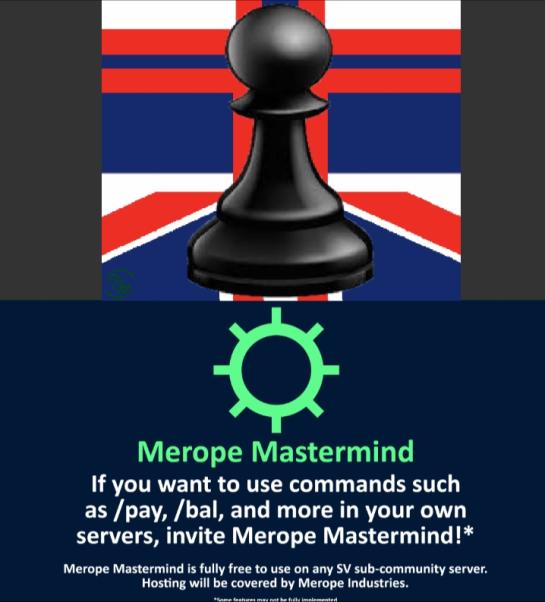 Merope Mastermind
If you want to use commands such
as /pay, /bal, and more in your own
servers, invite Merope Mastermind!*
Merope Mastermind is fully free to use on any SV sub-community server.
Hosting will be covered by Merope Industries.
*Some features may not be fully implemented